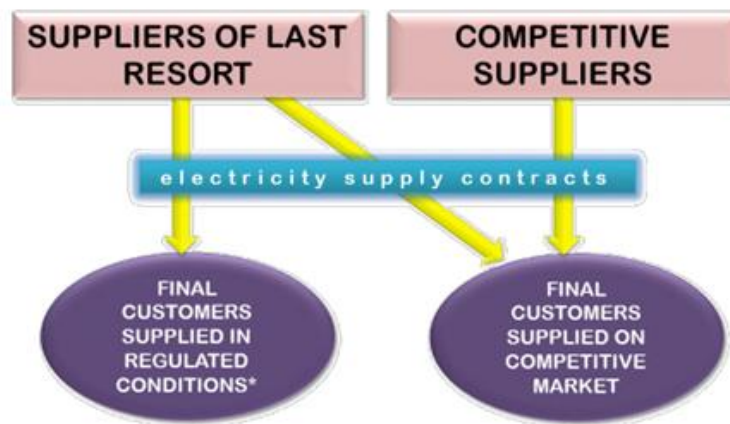 SUPPLIERS OF LAST
RESORT
COMPETITIVE
SUPPLIERS
electricity supply contracts
FINAL
CUSTOMERS
SUPPLIED IN
REGULATED
CONDITIONS*
FINAL
CUSTOMERS
SUPPLIED ON
COMPETITIVE
MARKET